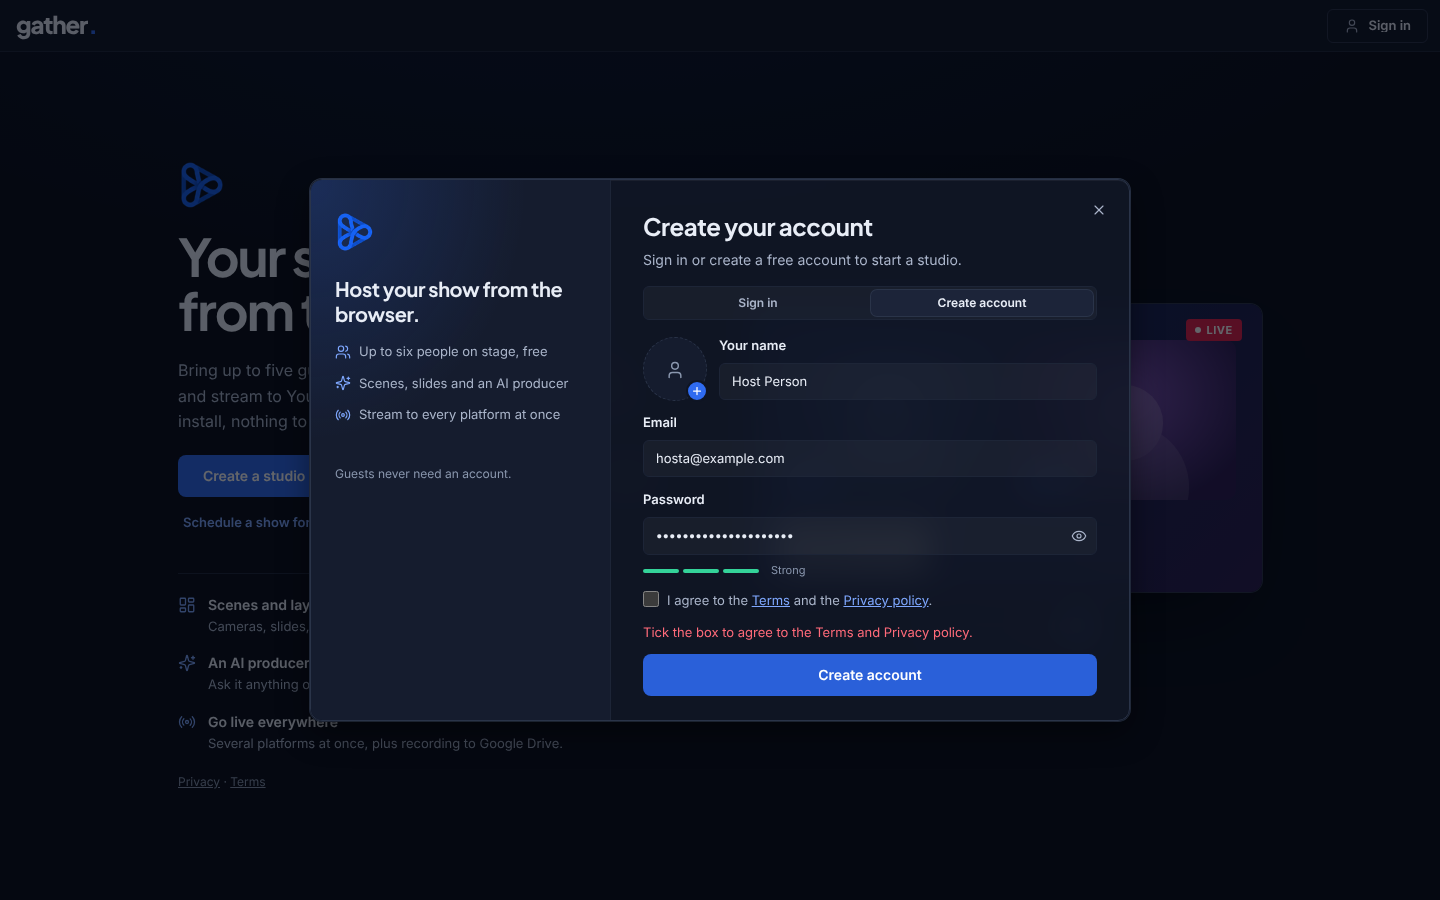 gather.
Sign in
Your s
from t
Bring up to five g
and stream to You
install, nothing to
Create a studio
Schedule a show for
Scenes and lay
Cameras, slides,
An AI producer
Ask it anything o
Go live everywhere
Several platforms at once, plus recording to Google Drive.
Privacy · Terms
LIVE
Host your show from the
browser.
Up to six people on stage, free
Scenes, slides and an AI producer
Stream to every platform at once
Guests never need an account.
Create your account
Sign in or create a free account to start a studio.
Sign in
Create account
Your name
Host Person
Email
hosta@example.com
Password
•••••••••••••••••••••
Strong
I agree to the Terms and the Privacy policy.
Tick the box to agree to the Terms and Privacy policy.
Create account